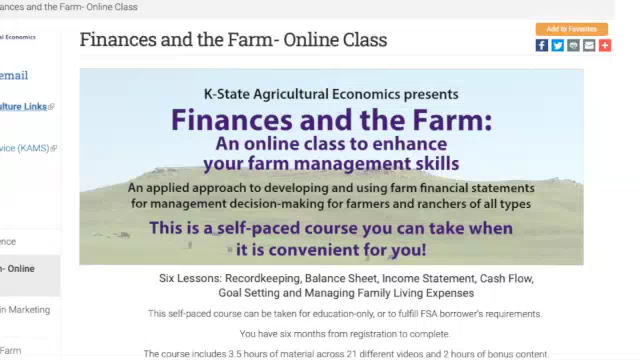 ances and the Farm- Online Class
al Economics
Finances and the Farm- Online Class
Add to Favorites
email
ulture Links
vice (KAMS)
K-State Agricultural Economics presents
Finances and the Farm:
An online class to enhance
your farm management skills
An applied approach to developing and using farm financial statements
for management decision-making for farmers and ranchers of all types
This is a self-paced course you can take when
it is convenient for you!
ence
n- Online
in Marketing
Farm
Six Lessons: Recordkeeping, Balance Sheet, Income Statement, Cash Flow,
Goal Setting and Managing Family Living Expenses
This self-paced course can be taken for education-only, or to fulfill FSA borrower's requirements.
You have six months from registration to complete.
The course includes 3.5 hours of material across 21 different videos and 2 hours of bonus content.